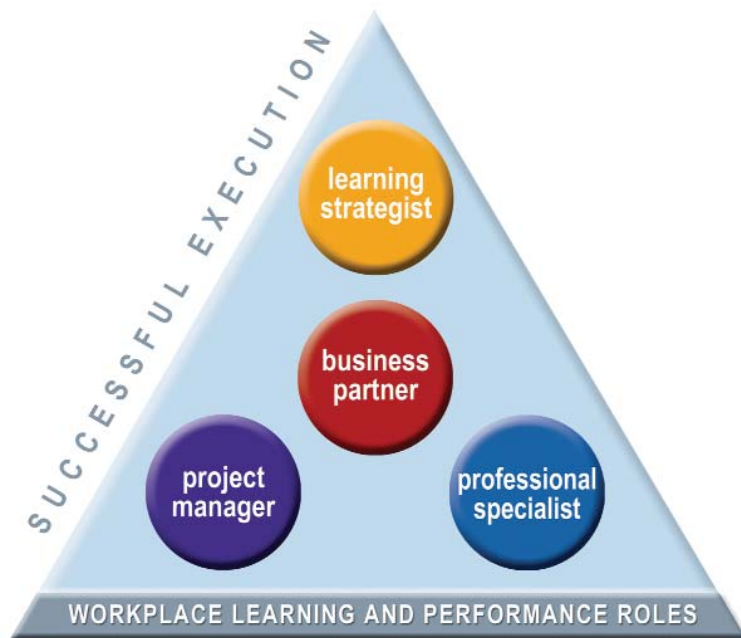 SUCCESSFUL EXECUTION
learning
strategist
business
partner
project
manager
professional
specialist
WORKPLACE LEARNING AND PERFORMANCE ROLES